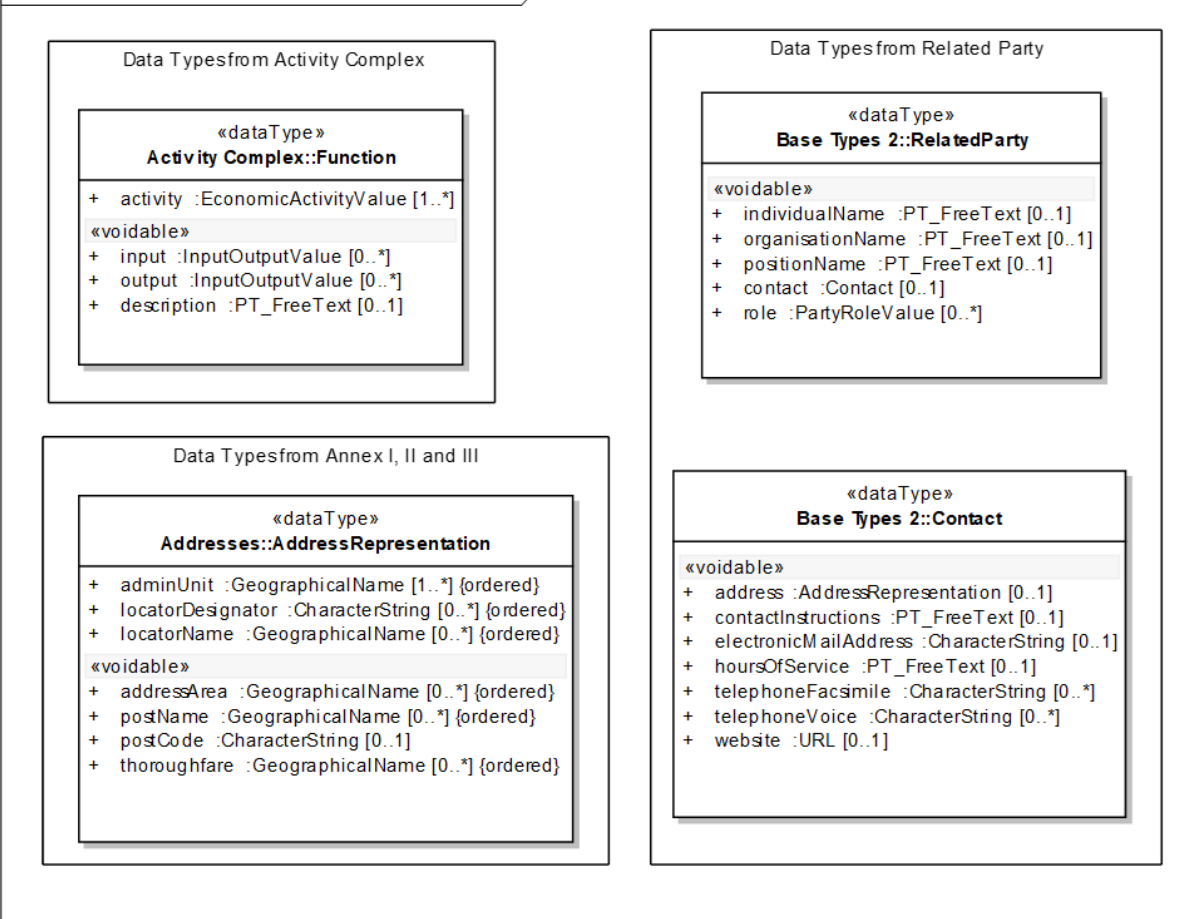 Data Typesfrom Activity Complex
«dataType»
Activity Complex::Function
+ activity :EconomicActivityValue [1..*]
«voidable»
+ input :InputOutputValue [0..*]
+ output :InputOutputValue [0..*]
+ description :PT_FreeText [0..1]
Data Typesfrom Annex I, II and III
«dataType»
Addresses::AddressRepresentation
+ adminUnit :GeographicalName [1..*] {ordered}
+ locatorDesignator :CharacterString [0..*] {ordered}
+ locatorName :GeographicalName [0..*] {ordered}
«voidable»
+ addressArea :GeographicalName [0..*] {ordered}
+ postName :GeographicalName [0..*] {ordered}
+ postCode :CharacterString [0..1]
+ thoroughfare :GeographicalName [0..*] {ordered}
Data Typesfrom Related Party
«dataType»
Base Types 2::RelatedParty
«voidable»
+ individualName :PT_FreeText [0..1]
+ organisationName :PT_FreeText [0..1]
+ positionName :PT_FreeText [0..1]
+ contact :Contact [0..1]
+ role :PartyRoleValue [0..*]
«dataType»
Base Types 2::Contact
«voidable»
+ address :AddressRepresentation [0..1]
+ contactInstructions :PT_FreeText [0..1]
+ electronicMailAddress :CharacterString [0..1]
+ hoursOfService :PT_FreeText [0..1]
+ telephoneFacsimile :CharacterString [0..*]
+ telephoneVoice :CharacterString [0..*]
+ website :URL [0..1]